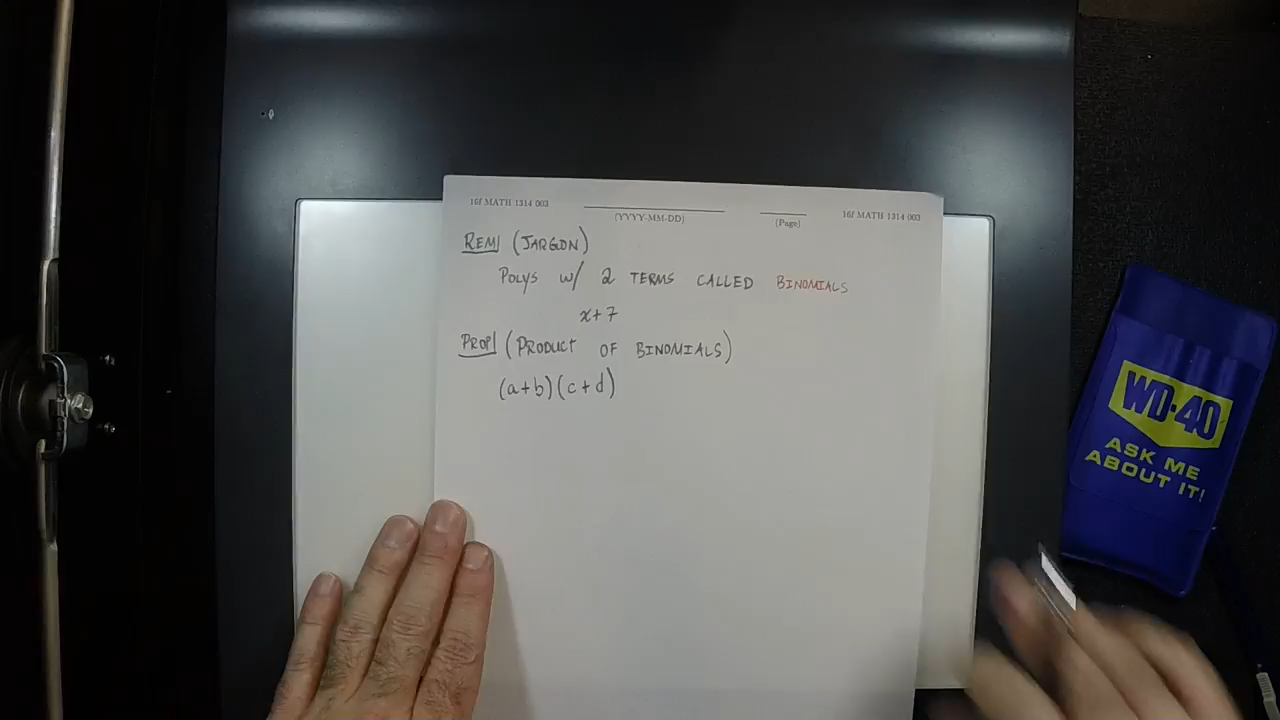 16f MATH 1314 003
(YYYY-MM-DD)
(Page)
16f MATH 1314 003
REM (JARGON)
POLYS W/ 2 TERMS CALLED BINOMIALS
x+7
PROP (PRODUCT OF BINOMIALS)
(a+b)(c+d)
WD-40
ASK ME
ABOUT IT!